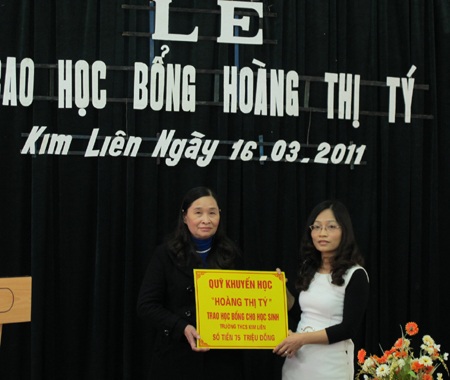 LỄ
TRAO HỌC BỔNG HOÀNG THỊ TÝ
Kim Liên Ngày 16.03.2011
QUỸ KHUYẾN HỌC
"HOÀNG THỊ TÝ"
TRAO HỌC BỔNG CHO HỌC SINH
TRƯỜNG THCS KIM LIÊN
SỐ TIỀN 75 TRIỆU ĐỒNG